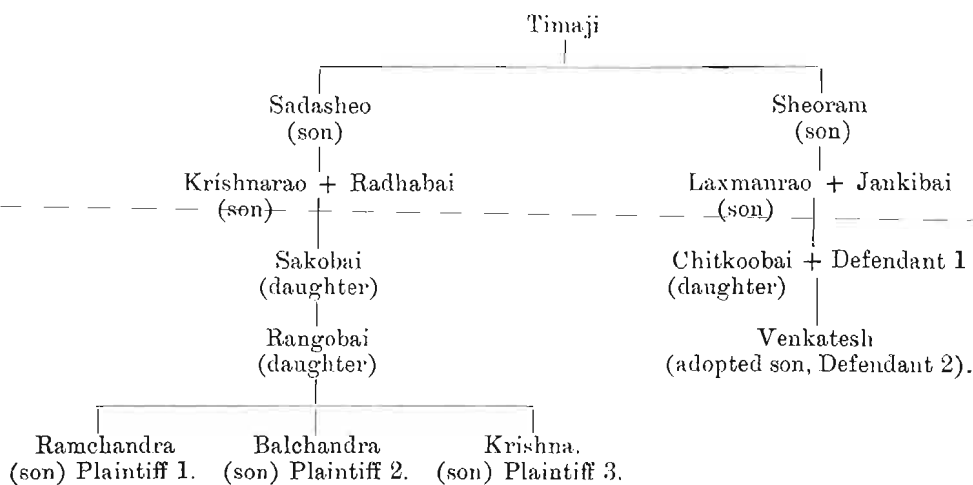 Timaji
Sadasheo Sheoram
(son) (son)
Krishnarao + Radhabai Laxmanrao + Jankibai
(son) (son)
Sakobai Chitkoobai + Defendant 1
(daughter) (daughter)
Rangobai Venkatesh
(daughter) (adopted son, Defendant 2).
Ramchandra Balchandra Krishna.
(son) Plaintiff 1. (son) Plaintiff 2. (son) Plaintiff 3.